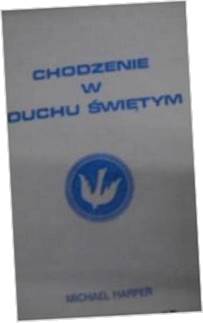 CHODZENIE
W
DUCHU ŚWIĘTYM
MICHAEL HARPER